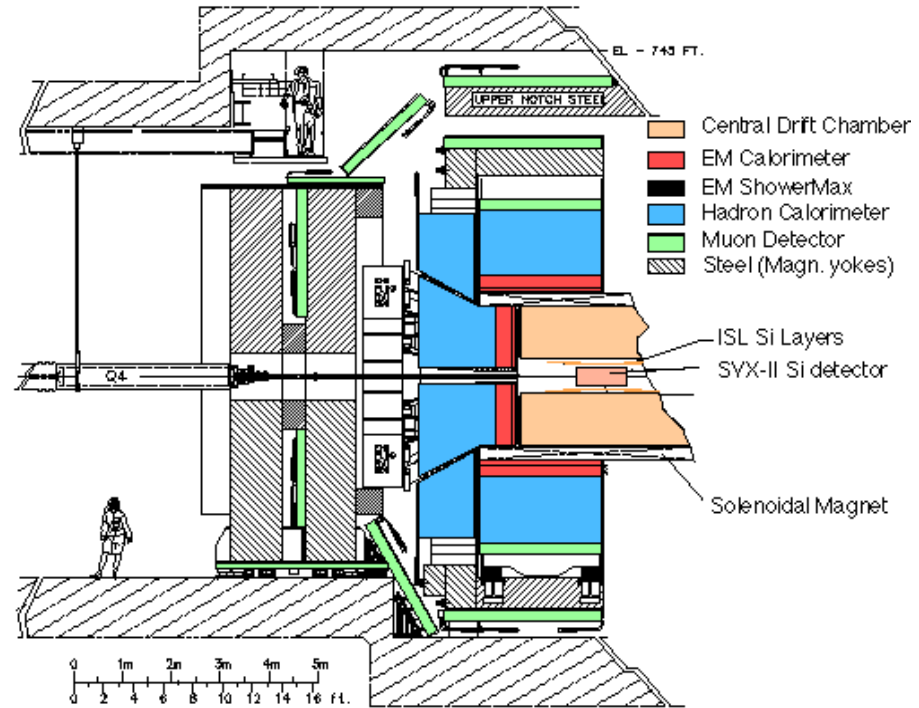 EL - 743 FT.
UPPER NOTCH STEEL
Central Drift Chamber
EM Calorimeter
EM ShowerMax
Hadron Calorimeter
Muon Detector
Steel (Magn. yokes)
ISL Si Layers
SVX-II Si detector
Q4
Solenoidal Magnet
0 1m 2m 3m 4m 5m
0 2 4 6 8 10 12 14 16 ft.